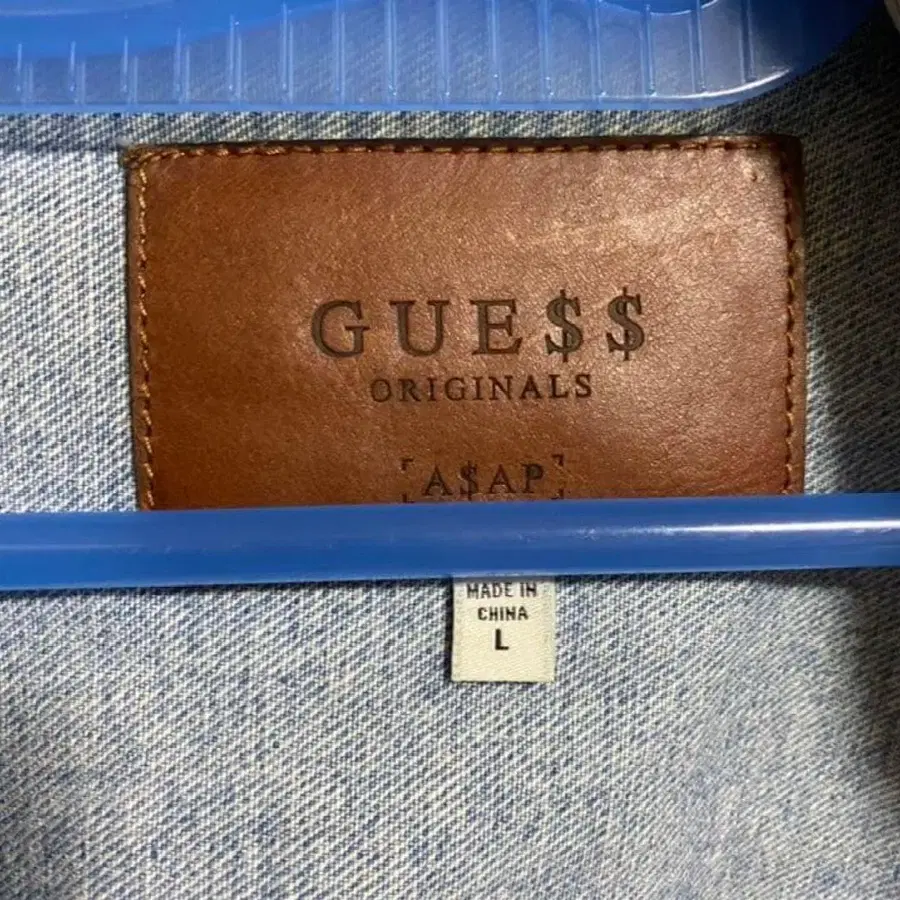 GUE$$
ORIGINALS
[A$AP]
MADE IN
CHINA
L